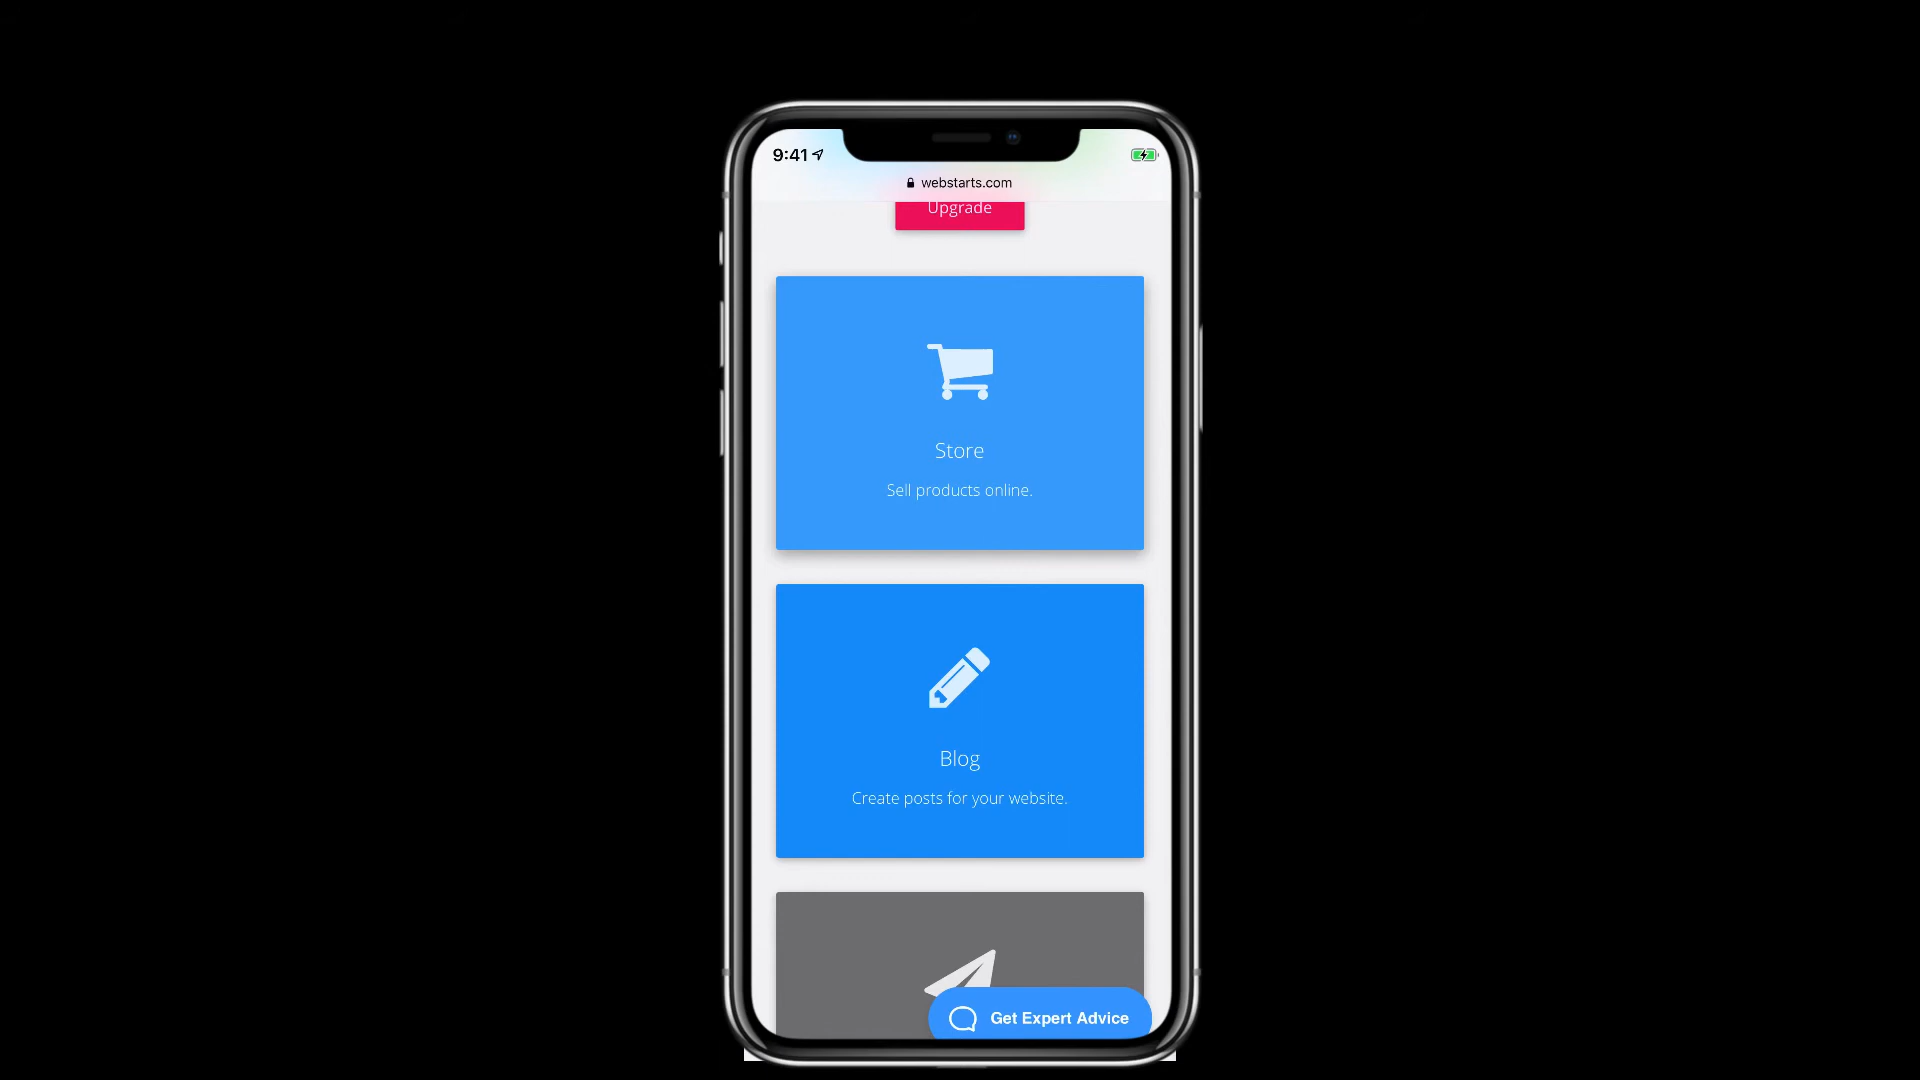 9:41
webstarts.com
Upgrade
Store
Sell products online.
Blog
Create posts for your website.
Get Expert Advice